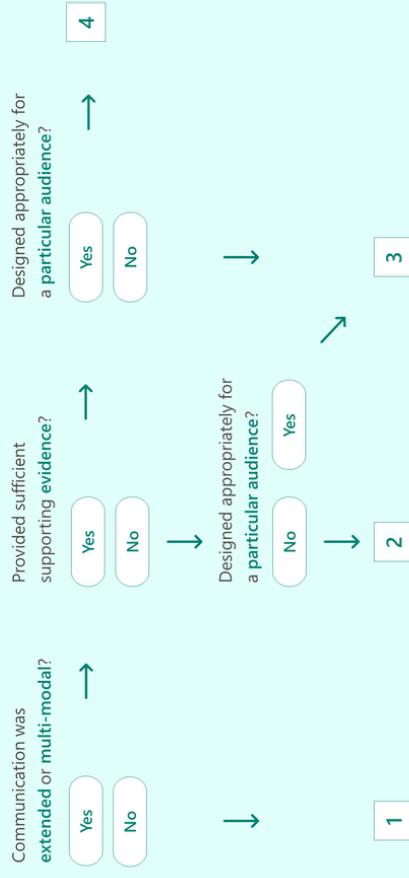 Communication was
extended or multi-modal?
Yes
No
1
Provided sufficient
supporting evidence?
Yes
No
Designed appropriately for
a particular audience?
No
Yes
2
Designed appropriately for
a particular audience?
Yes
No
3
4